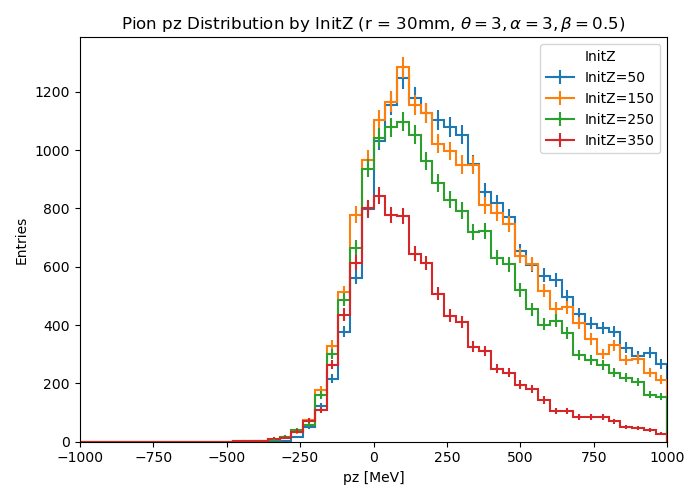 Pion pz Distribution by InitZ (r = 30mm, θ = 3, α = 3, β = 0.5)
InitZ
InitZ=50
InitZ=150
InitZ=250
InitZ=350
Entries
1200
1000
800
600
400
200
0
−1000 −750 −500 −250 0 250 500 750 1000
pz [MeV]